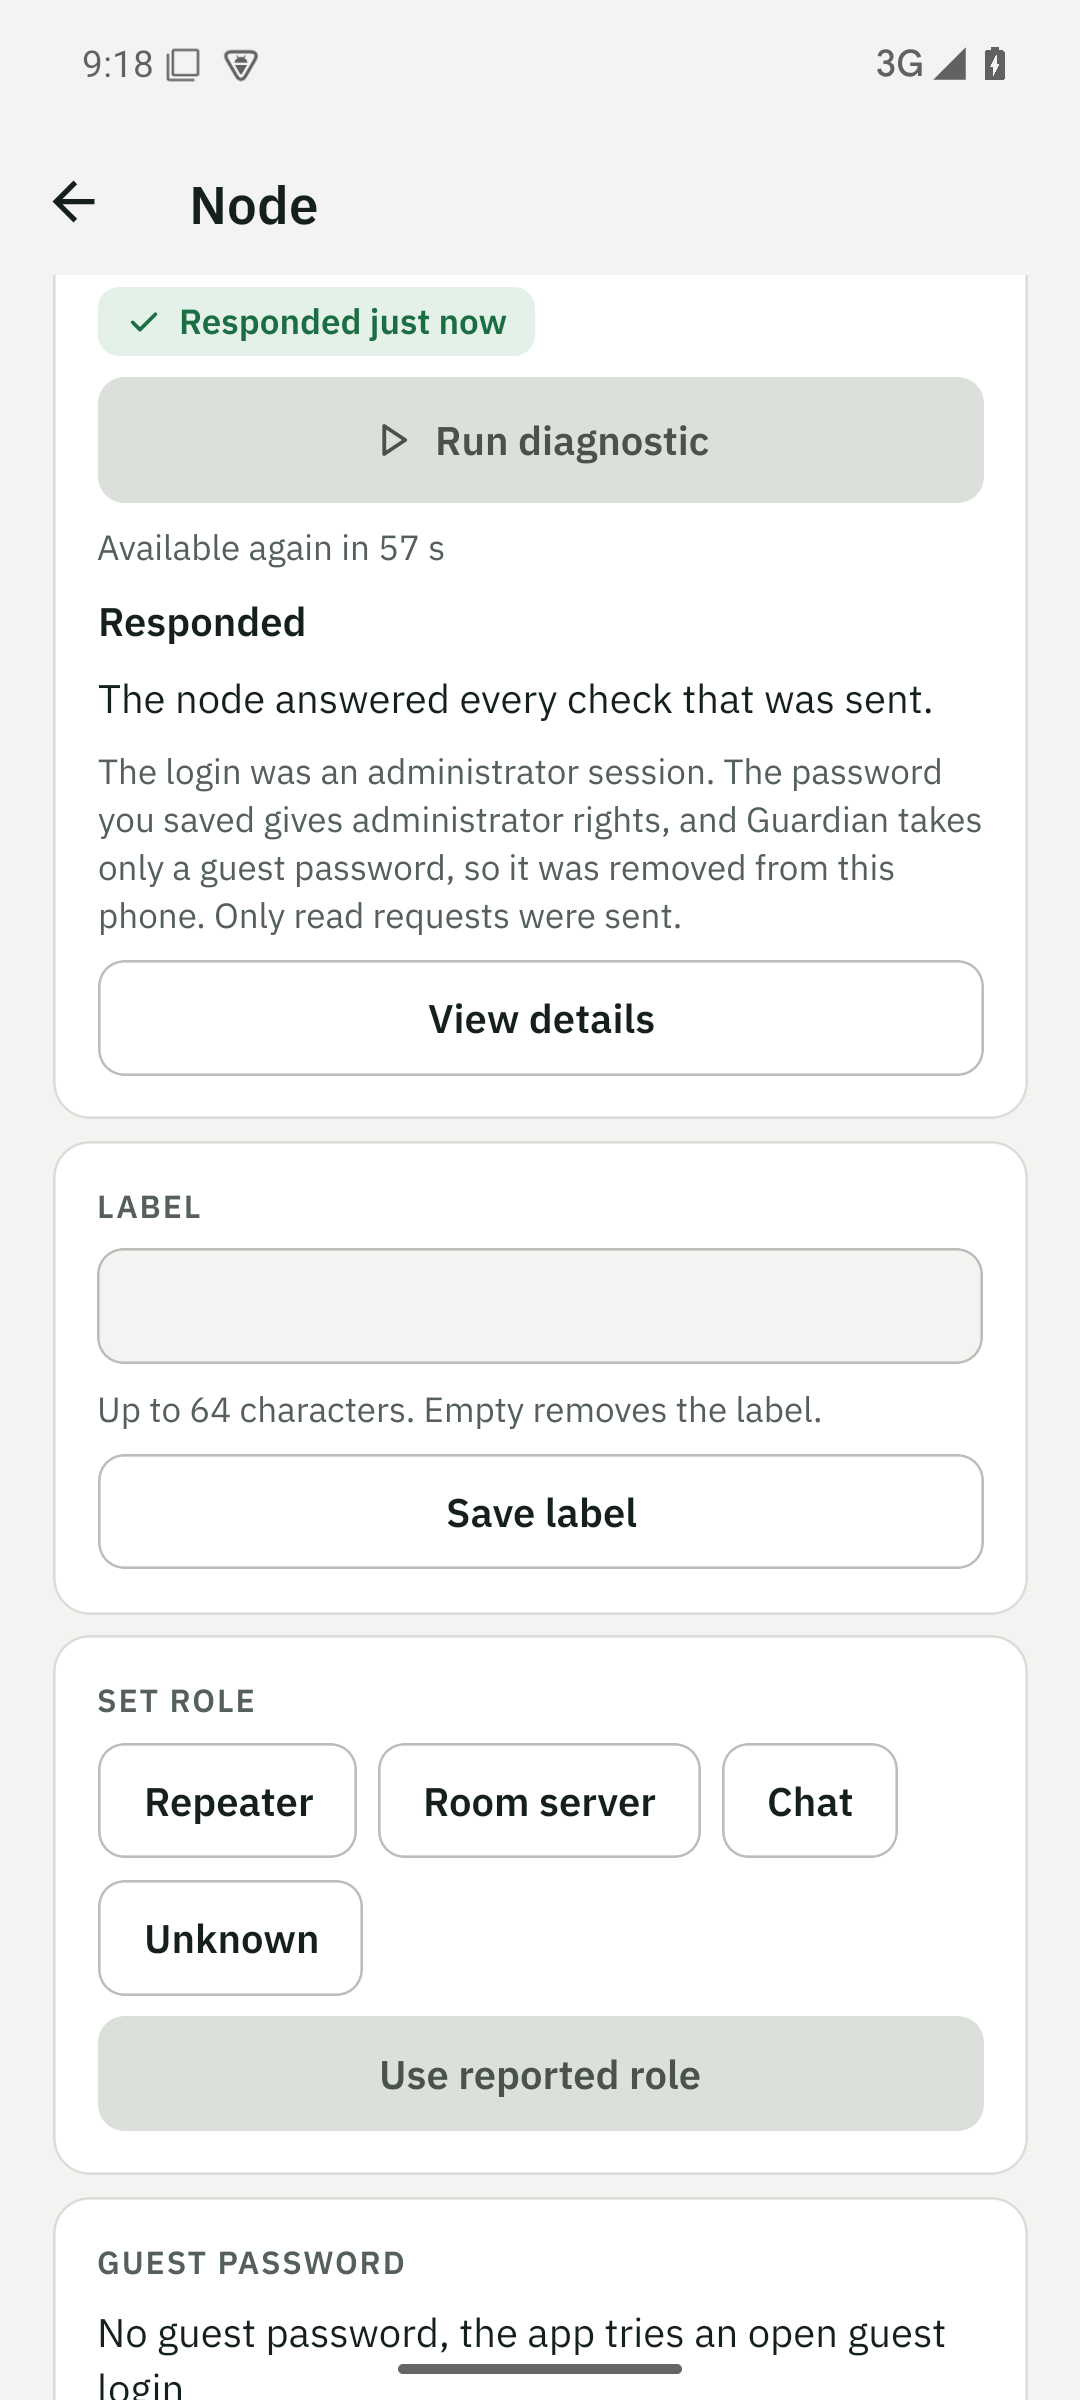 9:18
3G
Node
Responded just now
Run diagnostic
Available again in 57 s
Responded
The node answered every check that was sent.
The login was an administrator session. The password
you saved gives administrator rights, and Guardian takes
only a guest password, so it was removed from this
phone. Only read requests were sent.
View details
LABEL
Up to 64 characters. Empty removes the label.
Save label
SET ROLE
Repeater
Room server
Chat
Unknown
Use reported role
GUEST PASSWORD
No guest password, the app tries an open guest
login